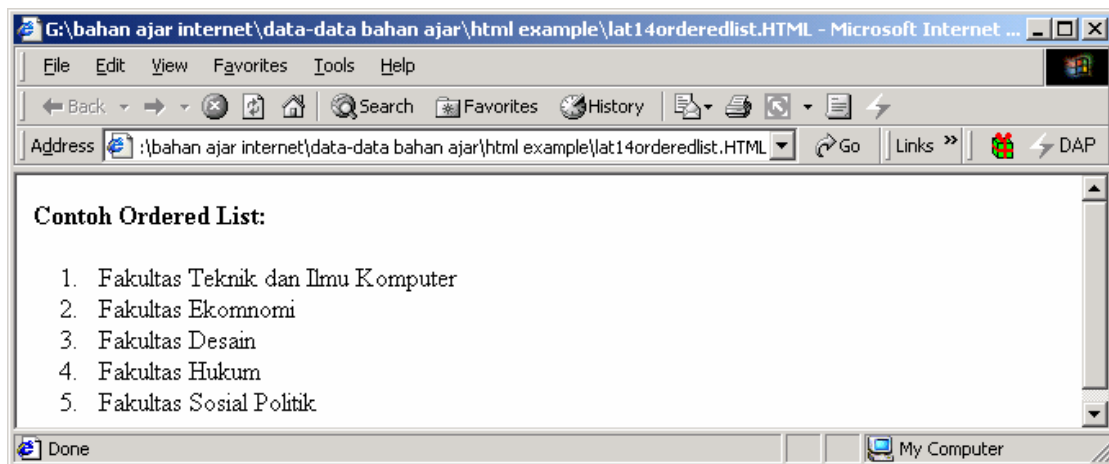 G:\bahan ajar internet\data-data bahan ajar\html example\lat14orderedlist.HTML - Microsoft Internet ...
File Edit View Favorites Tools Help
Back Search Favorites History
Address :\bahan ajar internet\data-data bahan ajar\html example\lat14orderedlist.HTML Go Links » DAP
Contoh Ordered List:
1. Fakultas Teknik dan Ilmu Komputer
2. Fakultas Ekomnomi
3. Fakultas Desain
4. Fakultas Hukum
5. Fakultas Sosial Politik
Done My Computer